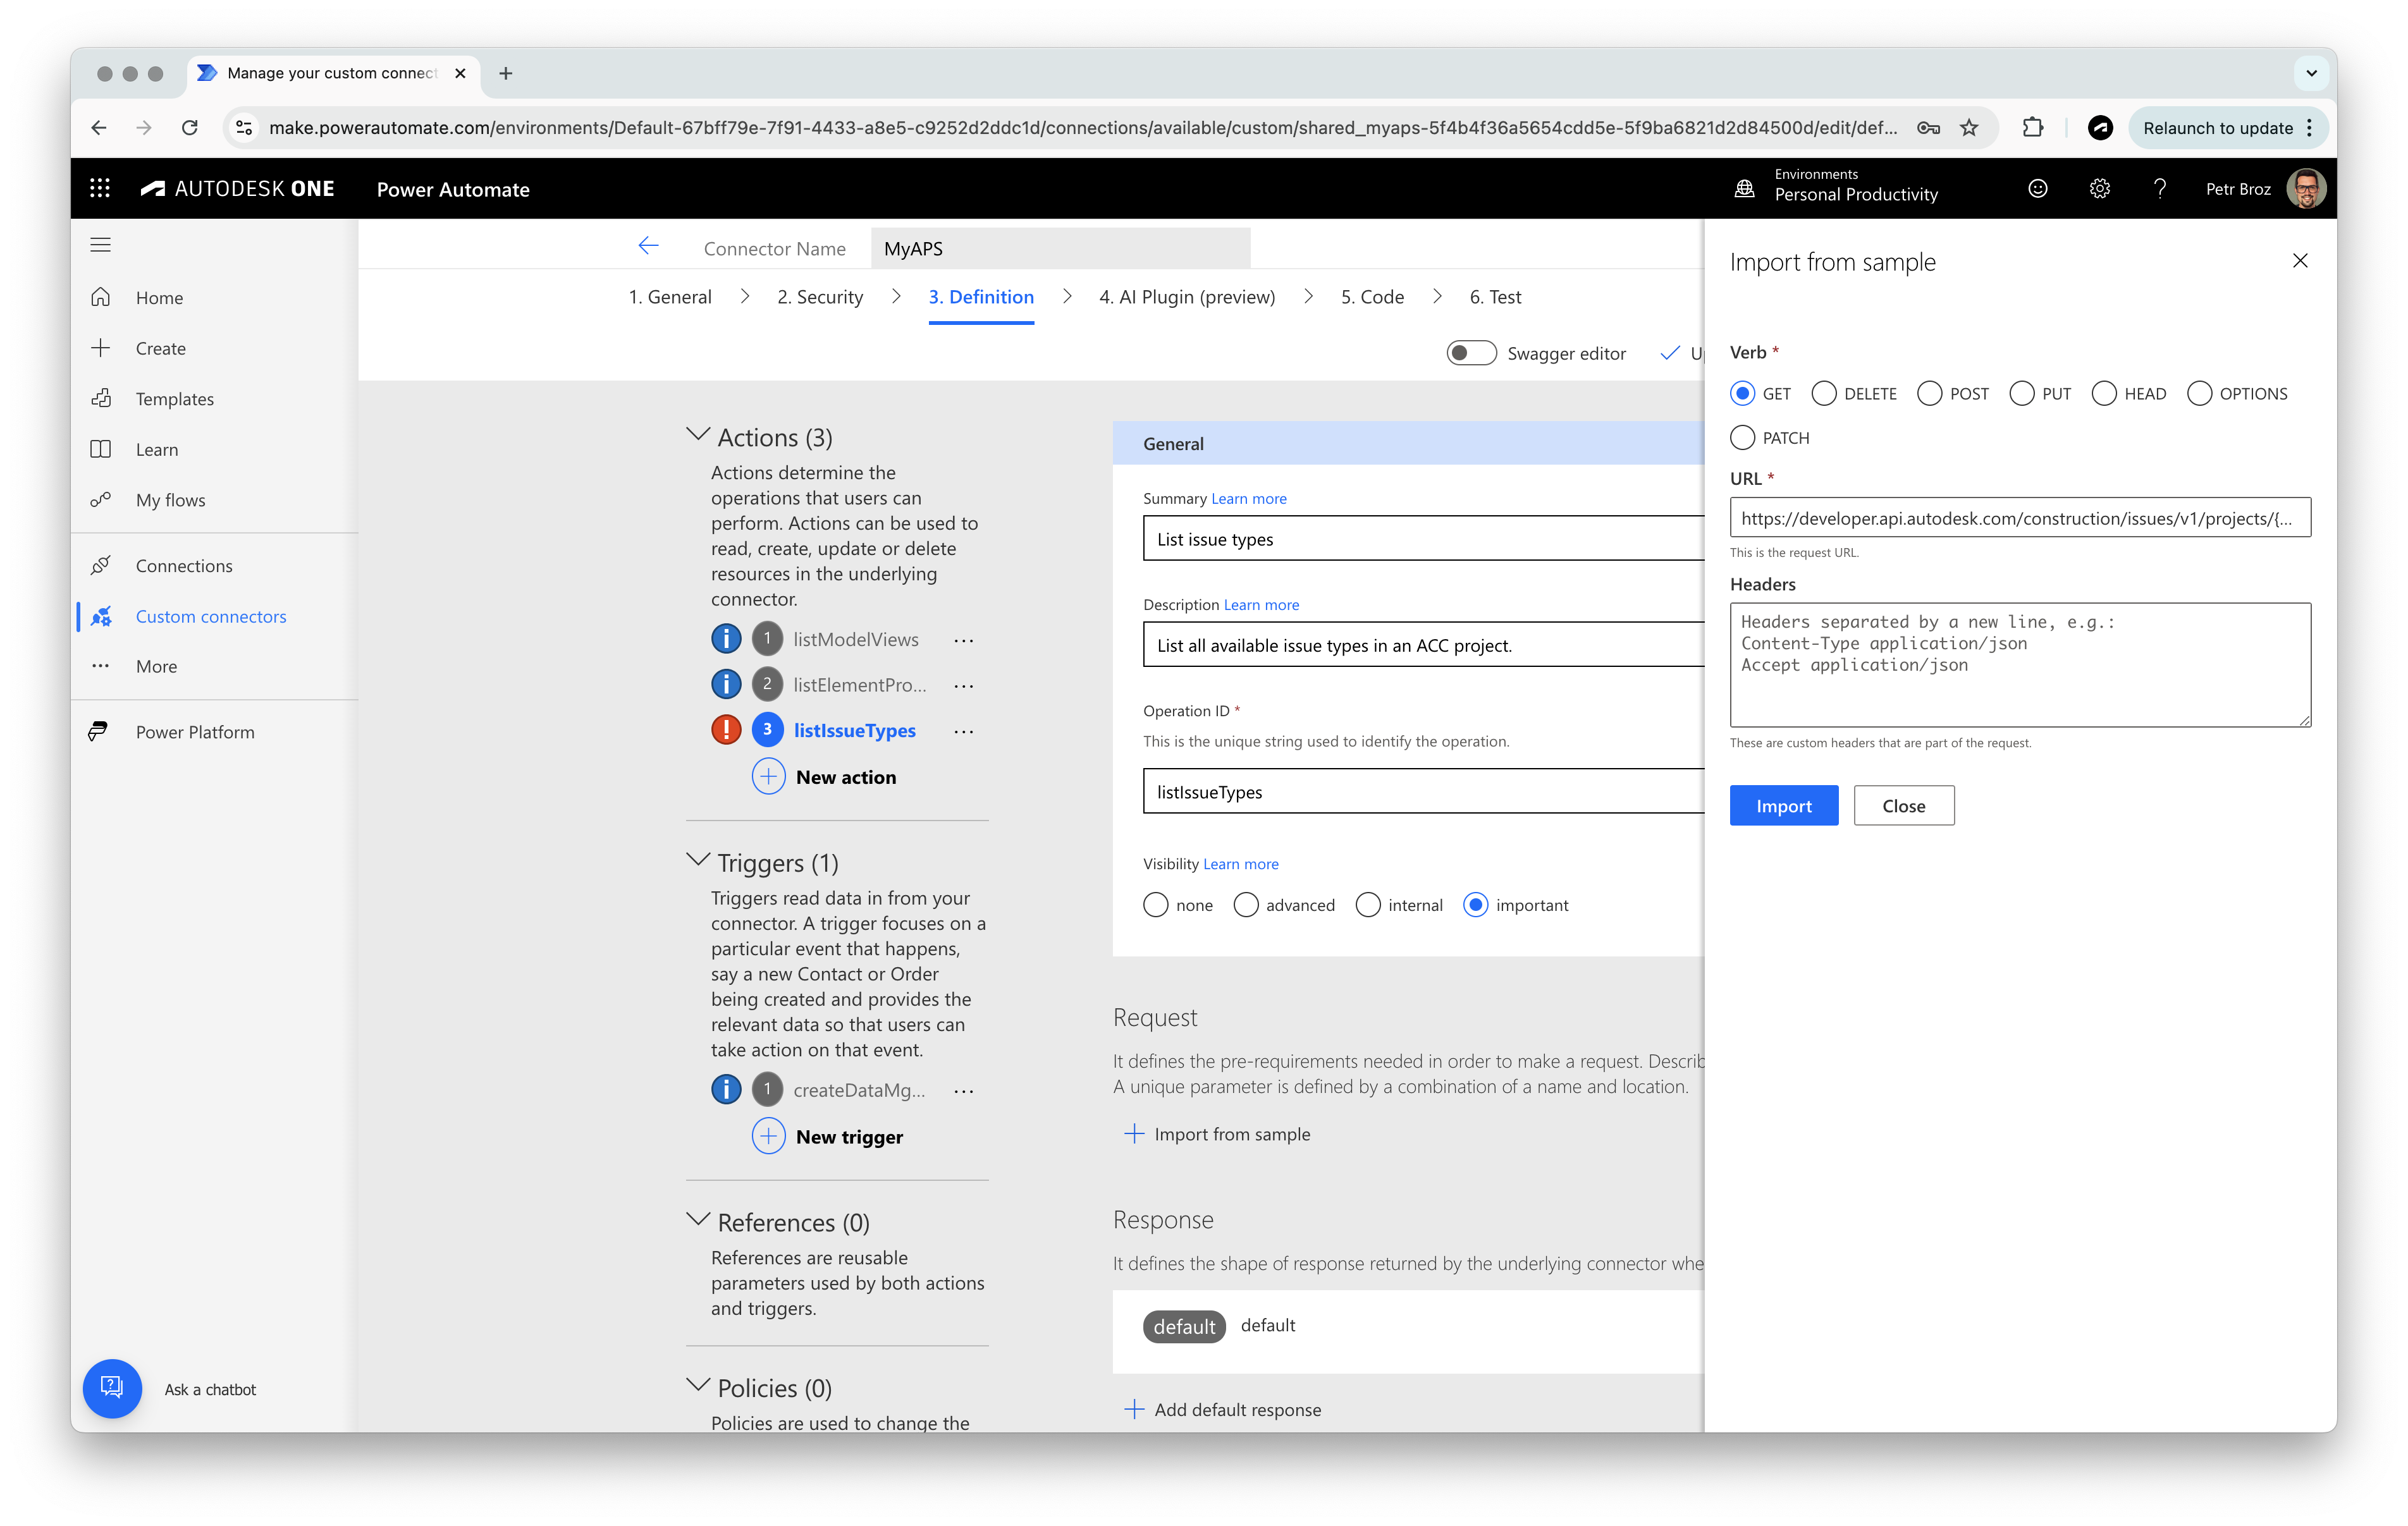 Manage your custom connect
make.powerautomate.com/environments/Default-67bff79e-7f91-4433-a8e5-c9252d2ddc1d/connections/available/custom/shared_myaps-5f4b4f36a5654cdd5e-5f9ba6821d2d84500d/edit/def...
Relaunch to update
AUTODESK ONE
Power Automate
Environments
Personal Productivity
Petr Broz
Home
Create
Templates
Learn
My flows
Connections
Custom connectors
More
Power Platform
Ask a chatbot
Connector Name
MyAPS
1. General
2. Security
3. Definition
4. AI Plugin (preview)
5. Code
6. Test
Swagger editor
Actions (3)
Actions determine the
operations that users can
perform. Actions can be used to
read, create, update or delete
resources in the underlying
connector.
1 listModelViews
2 listElementPro...
3 listIssueTypes
New action
Triggers (1)
Triggers read data in from your
connector. A trigger focuses on a
particular event that happens,
say a new Contact or Order
being created and provides the
relevant data so that users can
take action on that event.
1 createDataMg...
New trigger
References (0)
References are reusable
parameters used by both actions
and triggers.
Policies (0)
Policies are used to change the
General
Summary Learn more
List issue types
Description Learn more
List all available issue types in an ACC project.
Operation ID *
This is the unique string used to identify the operation.
listIssueTypes
Visibility Learn more
none advanced internal important
Request
It defines the pre-requirements needed in order to make a request. Describ
A unique parameter is defined by a combination of a name and location.
Import from sample
Response
It defines the shape of response returned by the underlying connector whe
default default
Add default response
Import from sample
Verb *
GET DELETE POST PUT HEAD OPTIONS
PATCH
URL *
https://developer.api.autodesk.com/construction/issues/v1/projects/{...
This is the request URL.
Headers
Headers separated by a new line, e.g.:
Content-Type application/json
Accept application/json
These are custom headers that are part of the request.
Import
Close